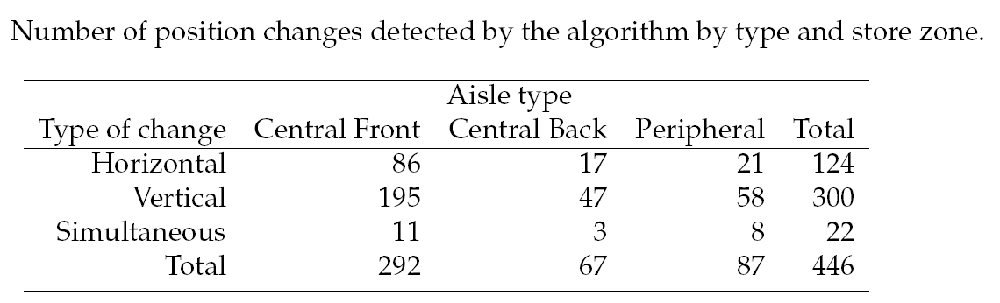 Number of position changes detected by the algorithm by type and store zone.
Aisle type
Type of change Central Front Central Back Peripheral Total
Horizontal 86 17 21 124
Vertical 195 47 58 300
Simultaneous 11 3 8 22
Total 292 67 87 446